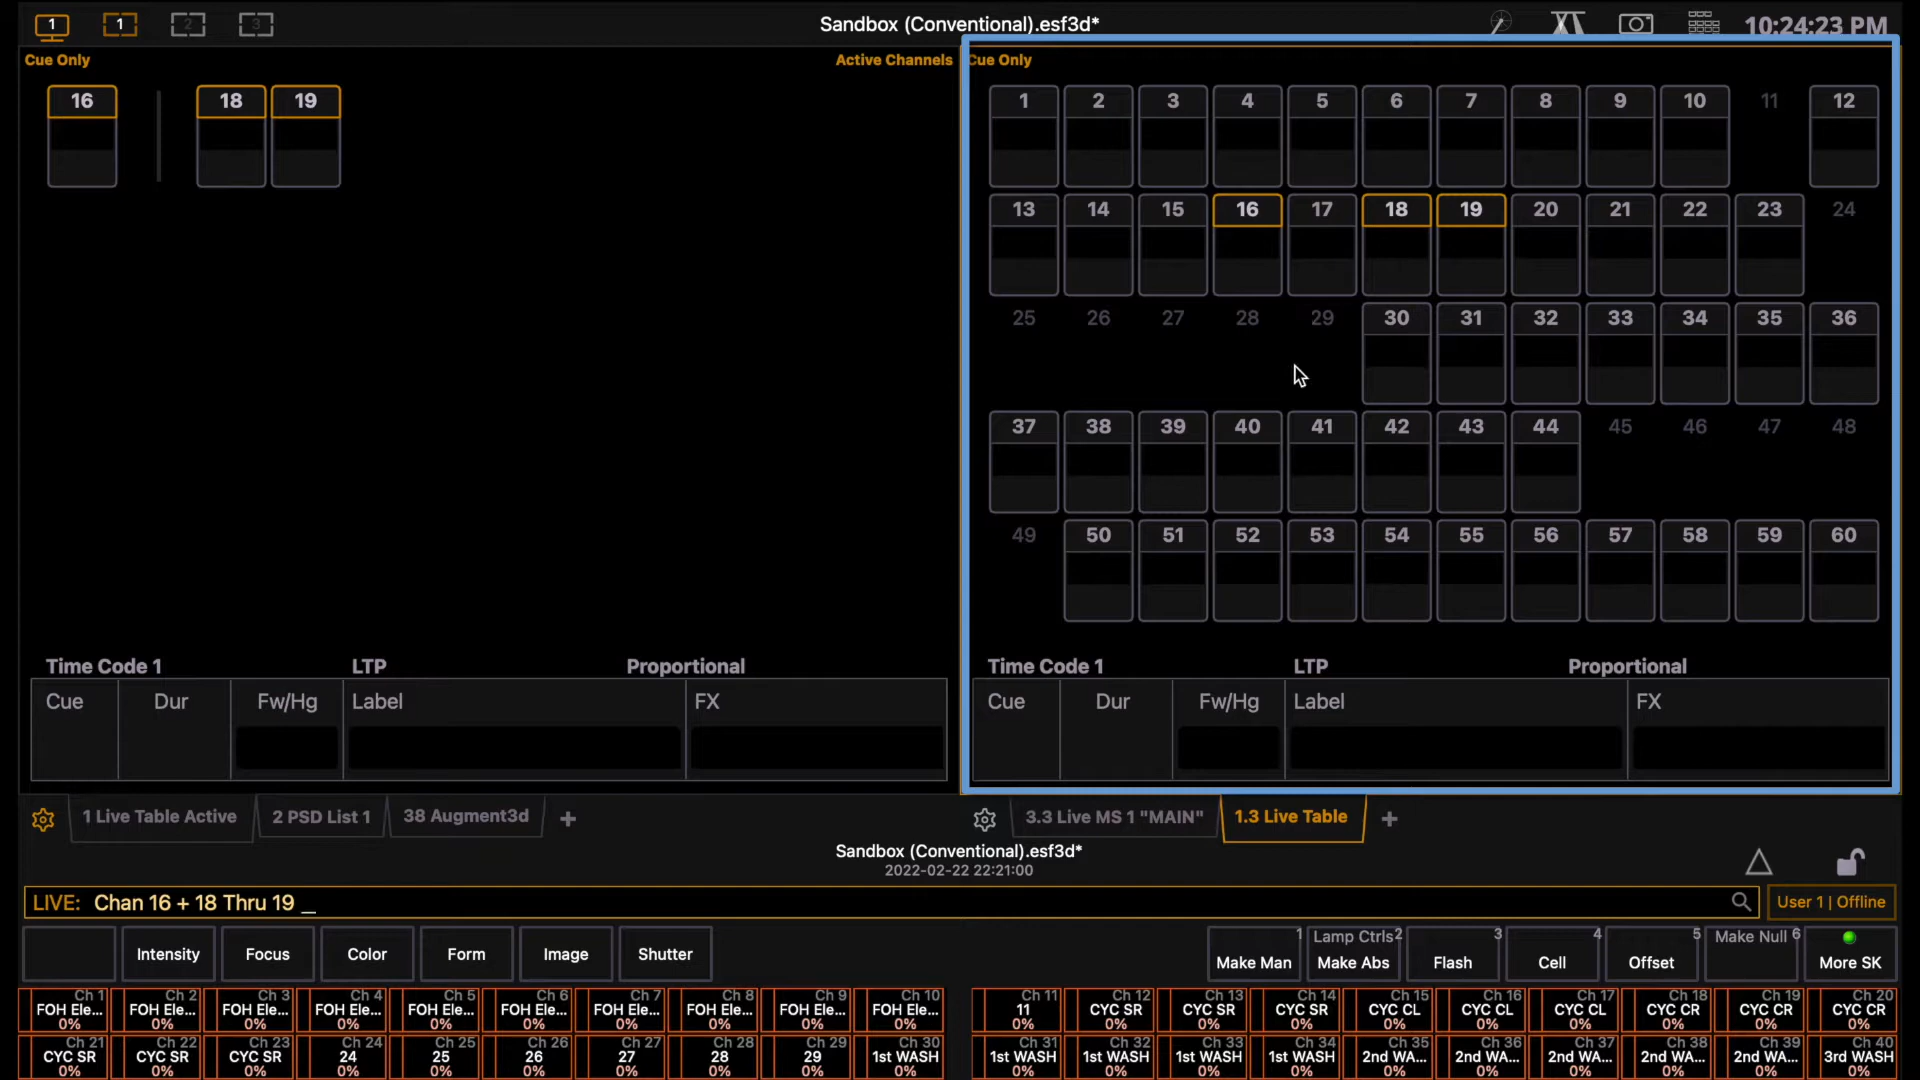 1 1 2 3 Sandbox (Conventional).esf3d* 10:24:23 PM
Cue Only Active Channels
16 18 19
Time Code 1 LTP Proportional
Cue Dur Fw/Hg Label FX
Cue Only
1 2 3 4 5 6 7 8 9 10 11 12
13 14 15 16 17 18 19 20 21 22 23 24
25 26 27 28 29 30 31 32 33 34 35 36
37 38 39 40 41 42 43 44 45 46 47 48
49 50 51 52 53 54 55 56 57 58 59 60
Time Code 1 LTP Proportional
Cue Dur Fw/Hg Label FX
1 Live Table Active 2 PSD List 1 38 Augment3d + 3.3 Live MS 1 "MAIN" 1.3 Live Table +
Sandbox (Conventional).esf3d*
2022-02-22 22:21:00
LIVE: Chan 16 + 18 Thru 19 _ User 1 | Offline
1 Lamp Ctrls 2 3 4 5 Make Null 6
Intensity Focus Color Form Image Shutter Make Man Make Abs Flash Cell Offset More SK
Ch 1 Ch 2 Ch 3 Ch 4 Ch 5 Ch 6 Ch 7 Ch 8 Ch 9 Ch 10 Ch 11 Ch 12 Ch 13 Ch 14 Ch 15 Ch 16 Ch 17 Ch 18 Ch 19 Ch 20
FOH Ele... FOH Ele... FOH Ele... FOH Ele... FOH Ele... FOH Ele... FOH Ele... FOH Ele... FOH Ele... FOH Ele... 11 CYC SR CYC SR CYC SR CYC CL CYC CL CYC CL CYC CR CYC CR CYC CR
0% 0% 0% 0% 0% 0% 0% 0% 0% 0% 0% 0% 0% 0% 0% 0% 0% 0% 0% 0%
Ch 21 Ch 22 Ch 23 Ch 24 Ch 25 Ch 26 Ch 27 Ch 28 Ch 29 Ch 30 Ch 31 Ch 32 Ch 33 Ch 34 Ch 35 Ch 36 Ch 37 Ch 38 Ch 39 Ch 40
CYC SR CYC SR CYC SR 24 25 26 27 28 29 1st WASH 1st WASH 1st WASH 1st WASH 1st WASH 2nd WA... 2nd WA... 2nd WA... 2nd WA... 2nd WA... 3rd WASH
0% 0% 0% 0% 0% 0% 0% 0% 0% 0% 0% 0% 0% 0% 0% 0% 0% 0% 0% 0%